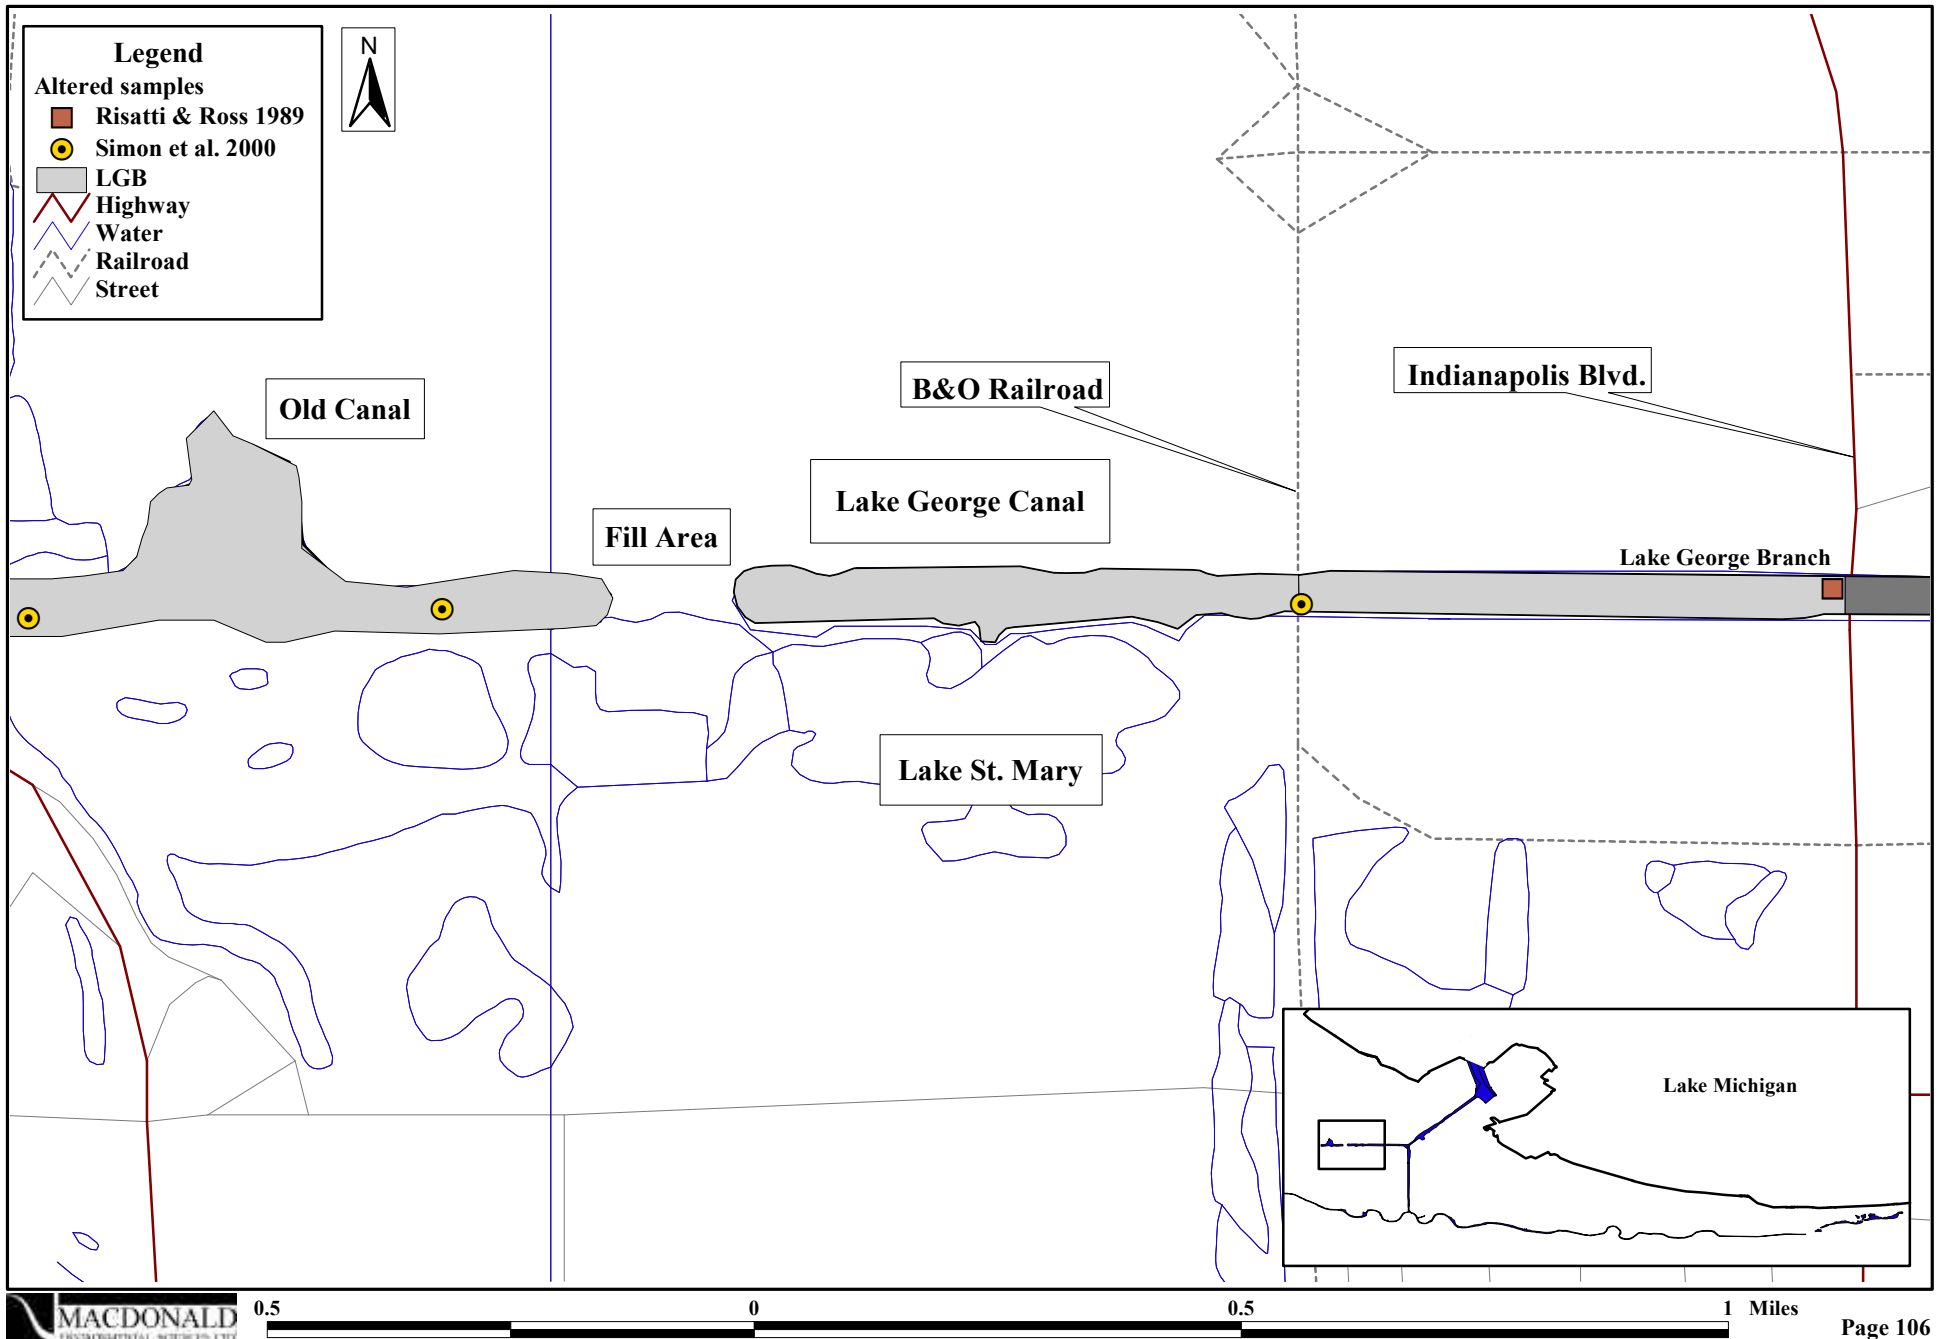 Legend
Altered samples
Risatti & Ross 1989
Simon et al. 2000
LGB
Highway
Water
Railroad
Street
N
Old Canal
B&O Railroad
Indianapolis Blvd.
Lake George Canal
Fill Area
Lake George Branch
Lake St. Mary
Lake Michigan
MACDONALD
0.5 0 0.5 1 Miles
Page 106